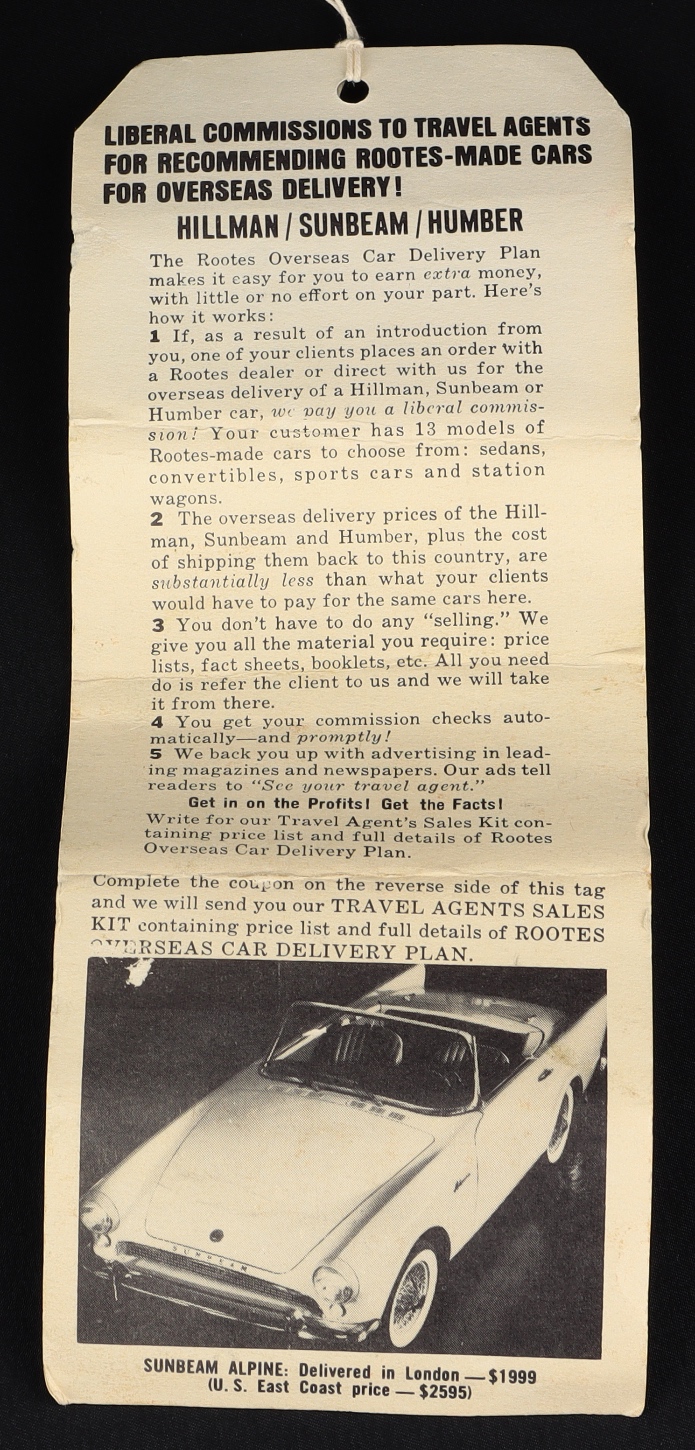 LIBERAL COMMISSIONS TO TRAVEL AGENTS
FOR RECOMMENDING ROOTES-MADE CARS
FOR OVERSEAS DELIVERY!
HILLMAN / SUNBEAM / HUMBER
The Rootes Overseas Car Delivery Plan
makes it easy for you to earn extra money,
with little or no effort on your part. Here's
how it works:
1 If, as a result of an introduction from
you, one of your clients places an order with
a Rootes dealer or direct with us for the
overseas delivery of a Hillman, Sunbeam or
Humber car, we pay you a liberal commis-
sion! Your customer has 13 models of
Rootes-made cars to choose from: sedans,
convertibles, sports cars and station
wagons.
2 The overseas delivery prices of the Hill-
man, Sunbeam and Humber, plus the cost
of shipping them back to this country, are
substantially less than what your clients
would have to pay for the same cars here.
3 You don't have to do any "selling." We
give you all the material you require: price
lists, fact sheets, booklets, etc. All you need
do is refer the client to us and we will take
it from there.
4 You get your commission checks auto-
matically—and promptly!
5 We back you up with advertising in lead-
ing magazines and newspapers. Our ads tell
readers to "See your travel agent."
Get in on the Profits! Get the Facts!
Write for our Travel Agent's Sales Kit con-
taining price list and full details of Rootes
Overseas Car Delivery Plan.
Complete the coupon on the reverse side of this tag
and we will send you our TRAVEL AGENTS SALES
KIT containing price list and full details of ROOTES
OVERSEAS CAR DELIVERY PLAN.
SUNBEAM
SUNBEAM ALPINE: Delivered in London — $1999
(U. S. East Coast price — $2595)